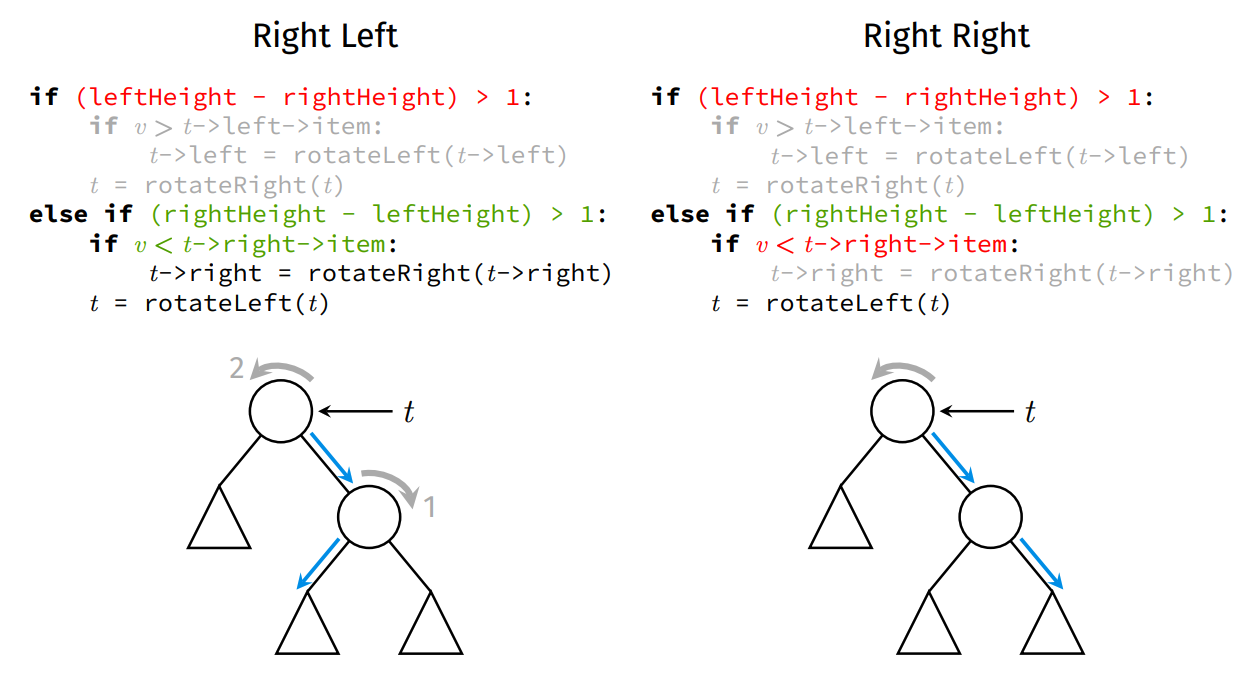 Right Left
if (leftHeight - rightHeight) > 1:
if v > t->left->item:
t->left = rotateLeft(t->left)
t = rotateRight(t)
else if (rightHeight - leftHeight) > 1:
if v < t->right->item:
t->right = rotateRight(t->right)
t = rotateLeft(t)
2
t
1
Right Right
if (leftHeight - rightHeight) > 1:
if v > t->left->item:
t->left = rotateLeft(t->left)
t = rotateRight(t)
else if (rightHeight - leftHeight) > 1:
if v < t->right->item:
t->right = rotateRight(t->right)
t = rotateLeft(t)
t